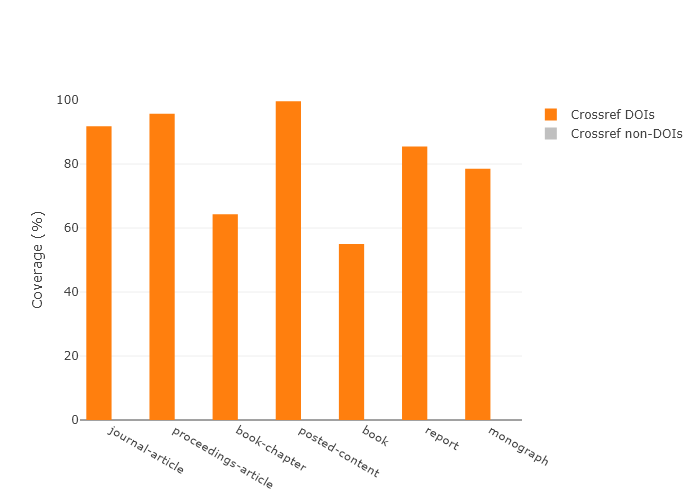 100
80
60
40
20
0
Coverage (%)
journal-article
proceedings-article
book-chapter
posted-content
book
report
monograph
Crossref DOIs
Crossref non-DOIs